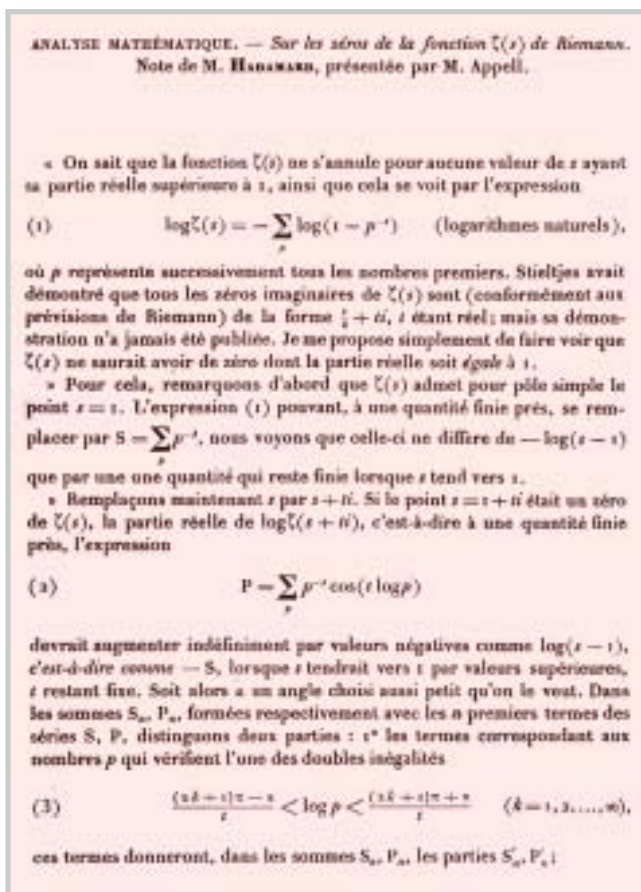 ANALYSE MATHÉMATIQUE. — Sur les zéros de la fonction ζ(s) de Riemann.
Note de M. HADAMARD, présentée par M. Appell.
« On sait que la fonction ζ(s) ne s'annule pour aucune valeur de s ayant
sa partie réelle supérieure à 1, ainsi que cela se voit par l'expression
(1) logζ(s) = − ∑ log(1 − p⁻ˢ) (logarithmes naturels),
p
où p représente successivement tous les nombres premiers. Stieltjes avait
démontré que tous les zéros imaginaires de ζ(s) sont (conformément aux
prévisions de Riemann) de la forme ½ + ti, t étant réel; mais sa démon-
stration n'a jamais été publiée. Je me propose simplement de faire voir que
ζ(s) ne saurait avoir de zéro dont la partie réelle soit égale à 1.
» Pour cela, remarquons d'abord que ζ(s) admet pour pôle simple le
point s = 1. L'expression (1) pouvant, à une quantité finie près, se rem-
placer par S = ∑ p⁻ˢ, nous voyons que celle-ci ne diffère de — log(s − 1)
p
que par une une quantité qui reste finie lorsque s tend vers 1.
» Remplaçons maintenant s par s + ti. Si le point s = 1 + ti était un zéro
de ζ(s), la partie réelle de logζ(s + ti), c'est-à-dire à une quantité finie
près, l'expression
(2) P = ∑ p⁻ˢ cos(t log p)
p
devrait augmenter indéfiniment par valeurs négatives comme log(s − 1),
c'est-à-dire comme — S, lorsque s tendrait vers 1 par valeurs supérieures,
t restant fixe. Soit alors α un angle choisi aussi petit qu'on le veut. Dans
les sommes Sₙ, Pₙ, formées respectivement avec les n premiers termes des
séries S, P, distinguons deux parties : 1° les termes correspondant aux
nombres p qui vérifient l'une des doubles inégalités
(3) ((2k + 1)π − α)/t < log p < ((2k + 1)π + α)/t (k = 1, 2, ..., ∞),
ces termes donneront, dans les sommes Sₙ, Pₙ, les parties S′ₙ, P′ₙ;